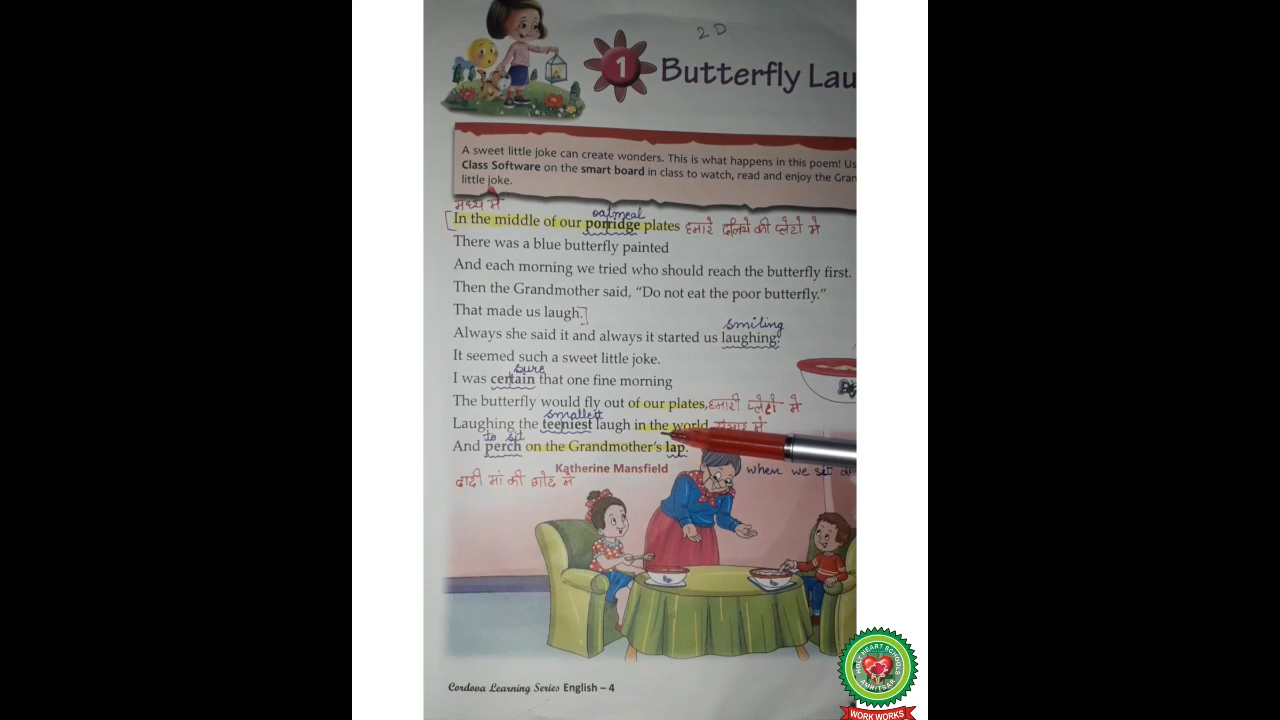 2D
1 Butterfly Lau
A sweet little joke can create wonders. This is what happens in this poem! Us
Class Software on the smart board in class to watch, read and enjoy the Gran
little joke.
मध्य में
oatmeal
In the middle of our porridge plates हमारे दलिये की प्लेटो में
There was a blue butterfly painted
And each morning we tried who should reach the butterfly first.
Then the Grandmother said, “Do not eat the poor butterfly.”
That made us laugh.
smiling
Always she said it and always it started us laughing.
It seemed such a sweet little joke.
sure
I was certain that one fine morning
The butterfly would fly out of our plates, हमारी प्लेटो में
smallest
Laughing the teeniest laugh in the world, में
to sit
And perch on the Grandmother’s lap.
Katherine Mansfield when we sit
दादी मां की गोद में
Cordova Learning Series English – 4
HOLY HEART SCHOOLS
AMRITSAR
WORK WORKS